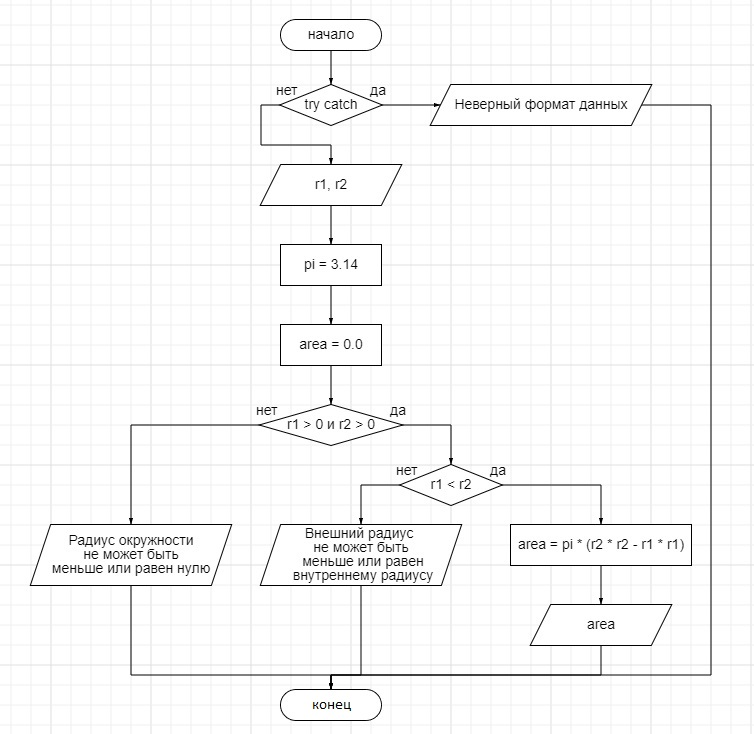 начало
нет
да
try catch
Неверный формат данных
r1, r2
pi = 3.14
area = 0.0
нет
да
r1 > 0 и r2 > 0
нет
да
r1 < r2
Радиус окружности
не может быть
меньше или равен нулю
Внешний радиус
не может быть
меньше или равен
внутреннему радиусу
area = pi * (r2 * r2 - r1 * r1)
area
конец